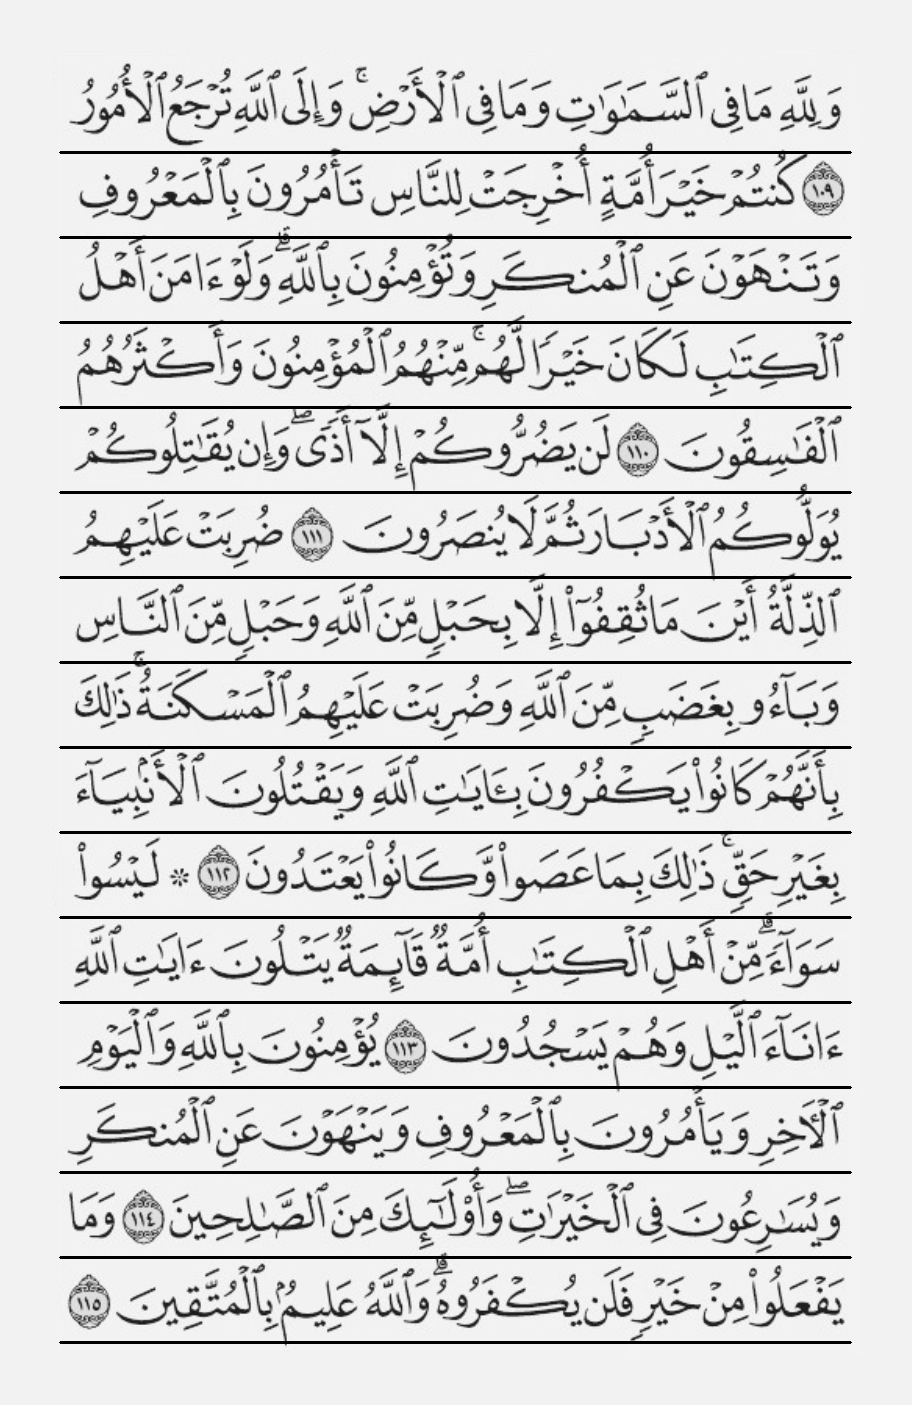 وَلِلَّهِ مَا فِي ٱلسَّمَـٰوَٰتِ وَمَا فِي ٱلْأَرْضِ ۚ وَإِلَى ٱللَّهِ تُرْجَعُ ٱلْأُمُورُ
١٠٩ كُنتُمْ خَيْرَ أُمَّةٍ أُخْرِجَتْ لِلنَّاسِ تَأْمُرُونَ بِٱلْمَعْرُوفِ
وَتَنْهَوْنَ عَنِ ٱلْمُنكَرِ وَتُؤْمِنُونَ بِٱللَّهِ ۗ وَلَوْ ءَامَنَ أَهْلُ
ٱلْكِتَـٰبِ لَكَانَ خَيْرًا لَّهُم ۚ مِّنْهُمُ ٱلْمُؤْمِنُونَ وَأَكْثَرُهُمُ
ٱلْفَـٰسِقُونَ ١١٠ لَن يَضُرُّوكُمْ إِلَّآ أَذًى ۖ وَإِن يُقَـٰتِلُوكُمْ
يُوَلُّوكُمُ ٱلْأَدْبَارَ ثُمَّ لَا يُنصَرُونَ ١١١ ضُرِبَتْ عَلَيْهِمُ
ٱلذِّلَّةُ أَيْنَ مَا ثُقِفُوٓا۟ إِلَّا بِحَبْلٍ مِّنَ ٱللَّهِ وَحَبْلٍ مِّنَ ٱلنَّاسِ
وَبَآءُو بِغَضَبٍ مِّنَ ٱللَّهِ وَضُرِبَتْ عَلَيْهِمُ ٱلْمَسْكَنَةُ ۚ ذَٰلِكَ
بِأَنَّهُمْ كَانُوا۟ يَكْفُرُونَ بِـَٔايَـٰتِ ٱللَّهِ وَيَقْتُلُونَ ٱلْأَنۢبِيَآءَ
بِغَيْرِ حَقٍّ ۚ ذَٰلِكَ بِمَا عَصَوا۟ وَّكَانُوا۟ يَعْتَدُونَ ١١٢ ۞ لَيْسُوا۟
سَوَآءً ۗ مِّنْ أَهْلِ ٱلْكِتَـٰبِ أُمَّةٌ قَآئِمَةٌ يَتْلُونَ ءَايَـٰتِ ٱللَّهِ
ءَانَآءَ ٱلَّيْلِ وَهُمْ يَسْجُدُونَ ١١٣ يُؤْمِنُونَ بِٱللَّهِ وَٱلْيَوْمِ
ٱلْـَٔاخِرِ وَيَأْمُرُونَ بِٱلْمَعْرُوفِ وَيَنْهَوْنَ عَنِ ٱلْمُنكَرِ
وَيُسَـٰرِعُونَ فِي ٱلْخَيْرَٰتِ ۖ وَأُو۟لَـٰٓئِكَ مِنَ ٱلصَّـٰلِحِينَ ١١٤ وَمَا
يَفْعَلُوا۟ مِنْ خَيْرٍ فَلَن يُكْفَرُوهُ ۗ وَٱللَّهُ عَلِيمٌۢ بِٱلْمُتَّقِينَ ١١٥